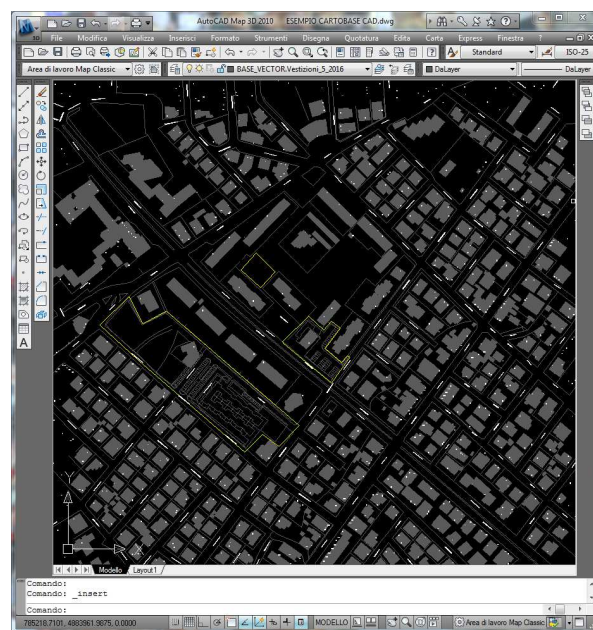 AutoCAD Map 3D 2010 ESEMPIO CARTOBASE CAD.dwg
3D File Modifica Visualizza Inserisci Formato Strumenti Disegna Quotatura Edita Carta Express Finestra ?
Standard ISO-25
Area di lavoro Map Classic BASE_VECTOR.Vestizioni_5_2016 DaLayer DaLayer
Y
X
Modello Layout1
Comando:
Comando: _insert
Comando:
785218.7101, 4883961.9875, 0.0000 MODELLO Area di lavoro Map Classic